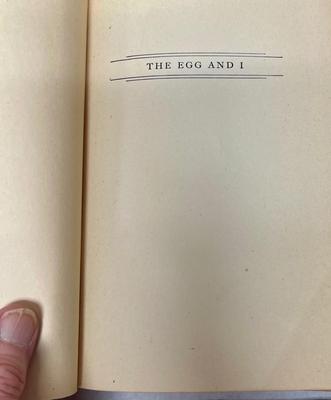 THE EGG AND I